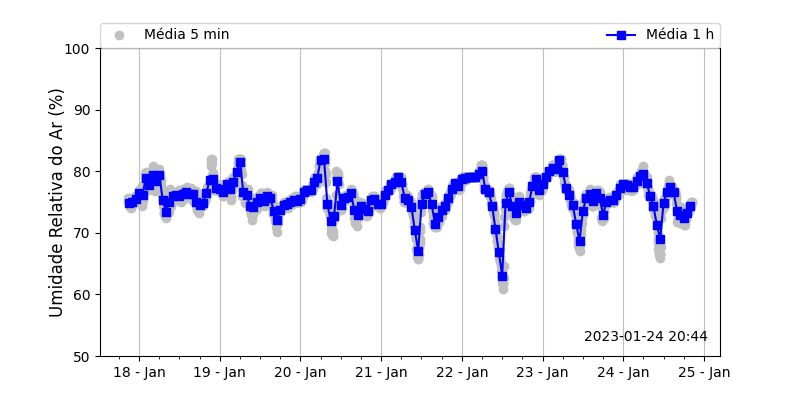 Média 5 min
Média 1 h
Umidade Relativa do Ar (%)
100
90
80
70
60
50
2023-01-24 20:44
18 - Jan
19 - Jan
20 - Jan
21 - Jan
22 - Jan
23 - Jan
24 - Jan
25 - Jan